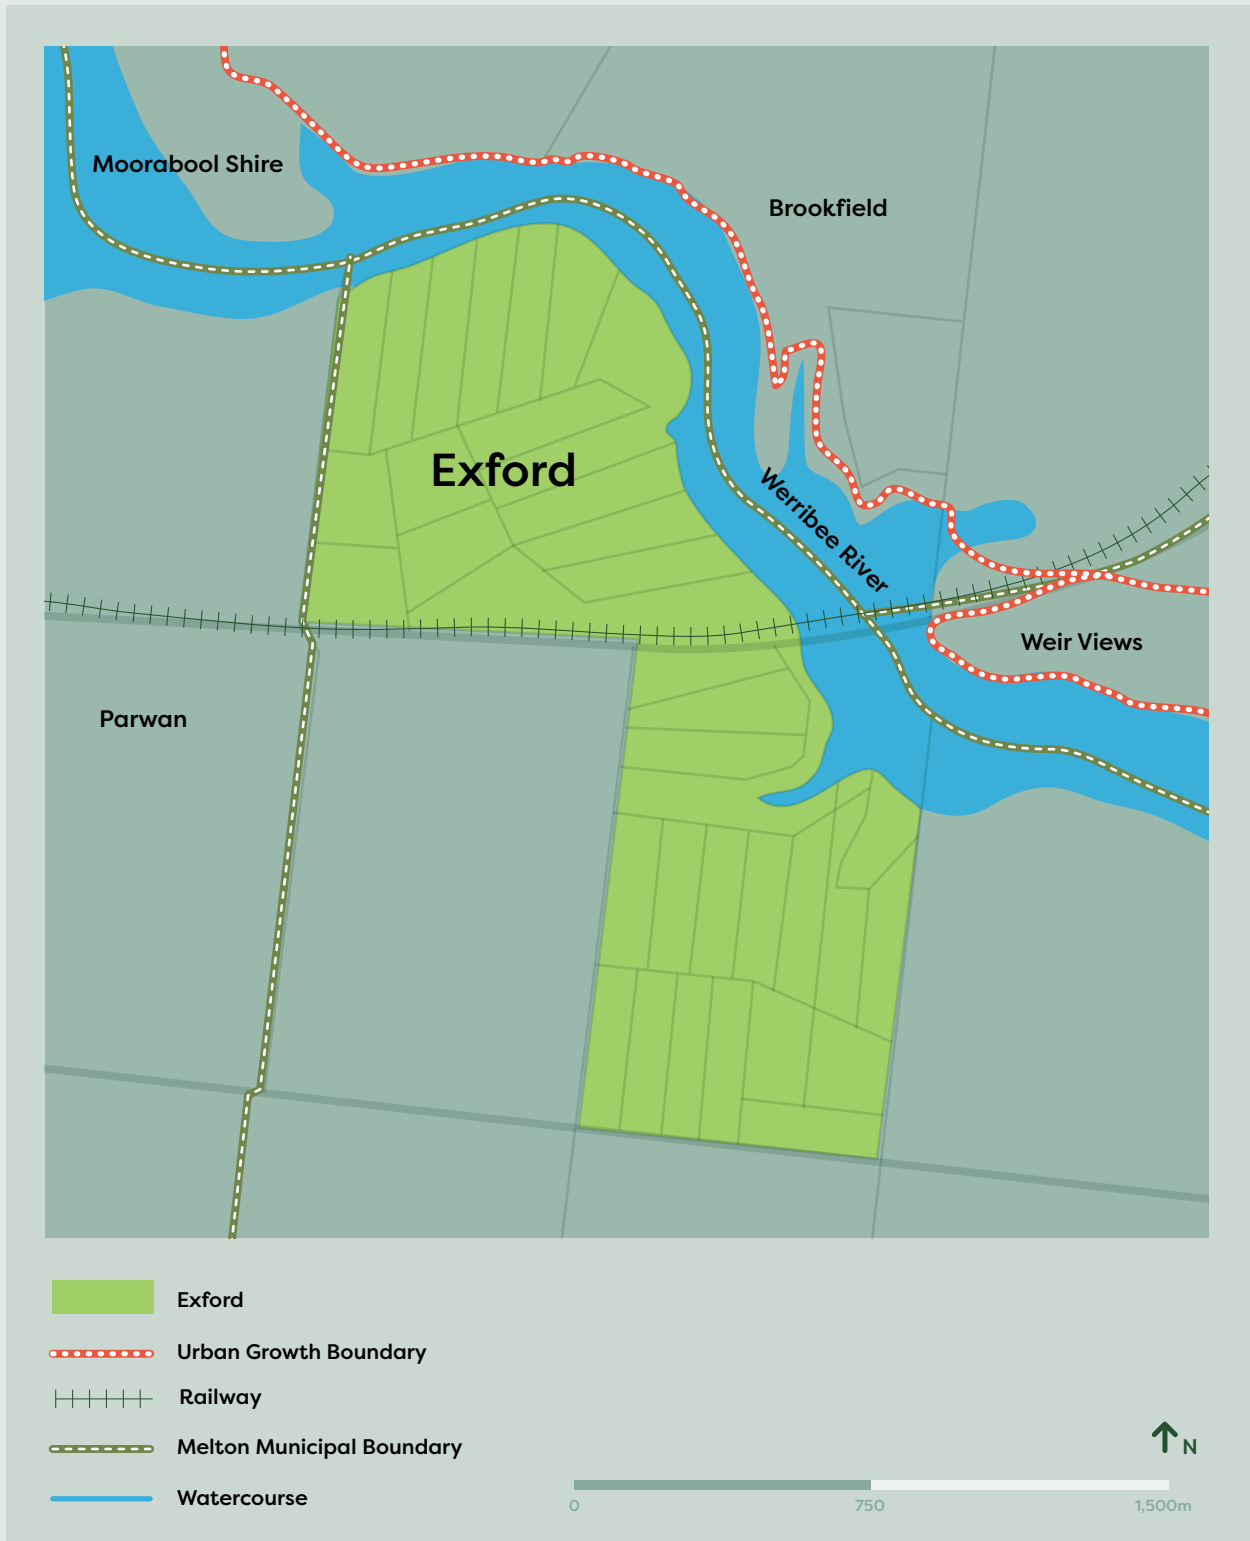 Moorabool Shire
Brookfield
Exford
Werribee River
Weir Views
Parwan
Exford
Urban Growth Boundary
Railway
Melton Municipal Boundary
Watercourse
N
0 750 1,500m